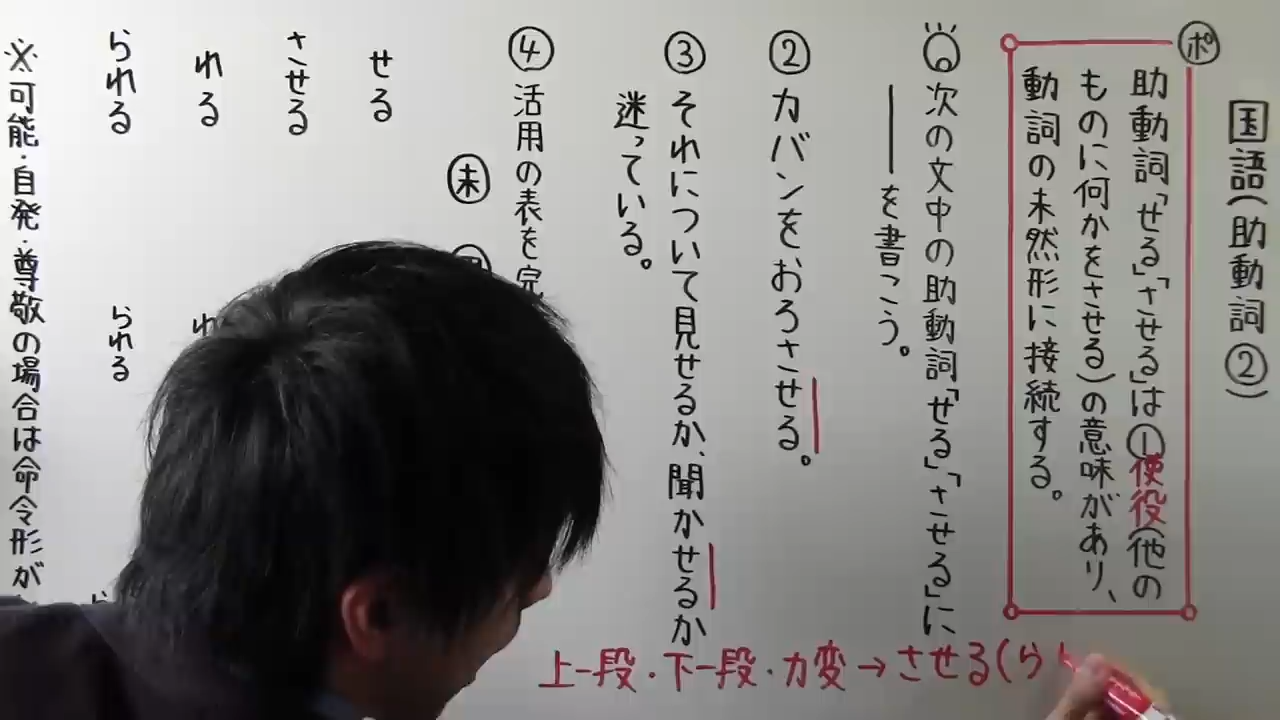 国語(助動詞②)
㋭
助動詞「せる」「させる」は①使役(他の
ものに何かをさせる)の意味があり、
動詞の未然形に接続する。
次の文中の助動詞「せる」「させる」に
――を書こう。
②カバンをおろさせる。
③それについて見せるか、聞かせるか
迷っている。
④活用の表を完
㊍
せる
させる
れる
れ
られる
られる
※可能・自発・尊敬の場合は命令形が
上一段・下一段・カ変→させる(ら